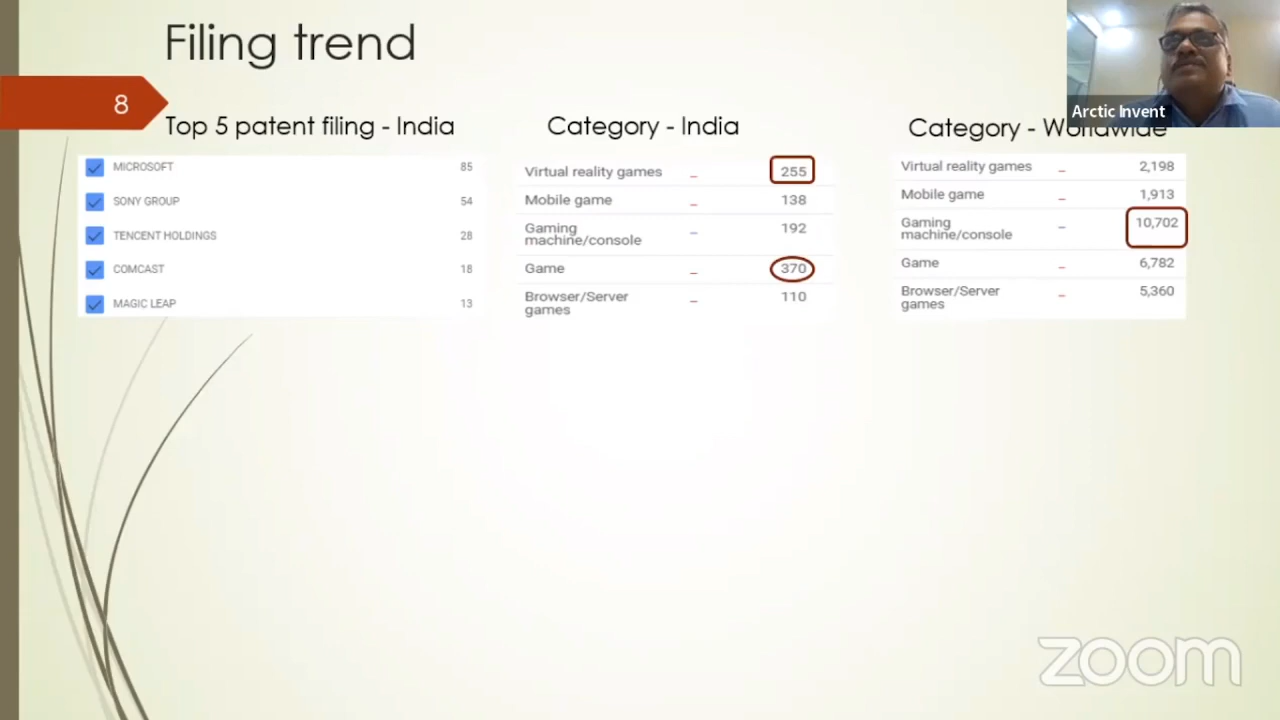 Filing trend
8
Arctic Invent
Top 5 patent filing - India
MICROSOFT 85
SONY GROUP 54
TENCENT HOLDINGS 28
COMCAST 18
MAGIC LEAP 13
Category - India
Virtual reality games – 255
Mobile game – 138
Gaming
machine/console – 192
Game – 370
Browser/Server
games – 110
Category - Worldwide
Virtual reality games – 2,198
Mobile game – 1,913
Gaming
machine/console – 10,702
Game – 6,782
Browser/Server
games – 5,360
zoom